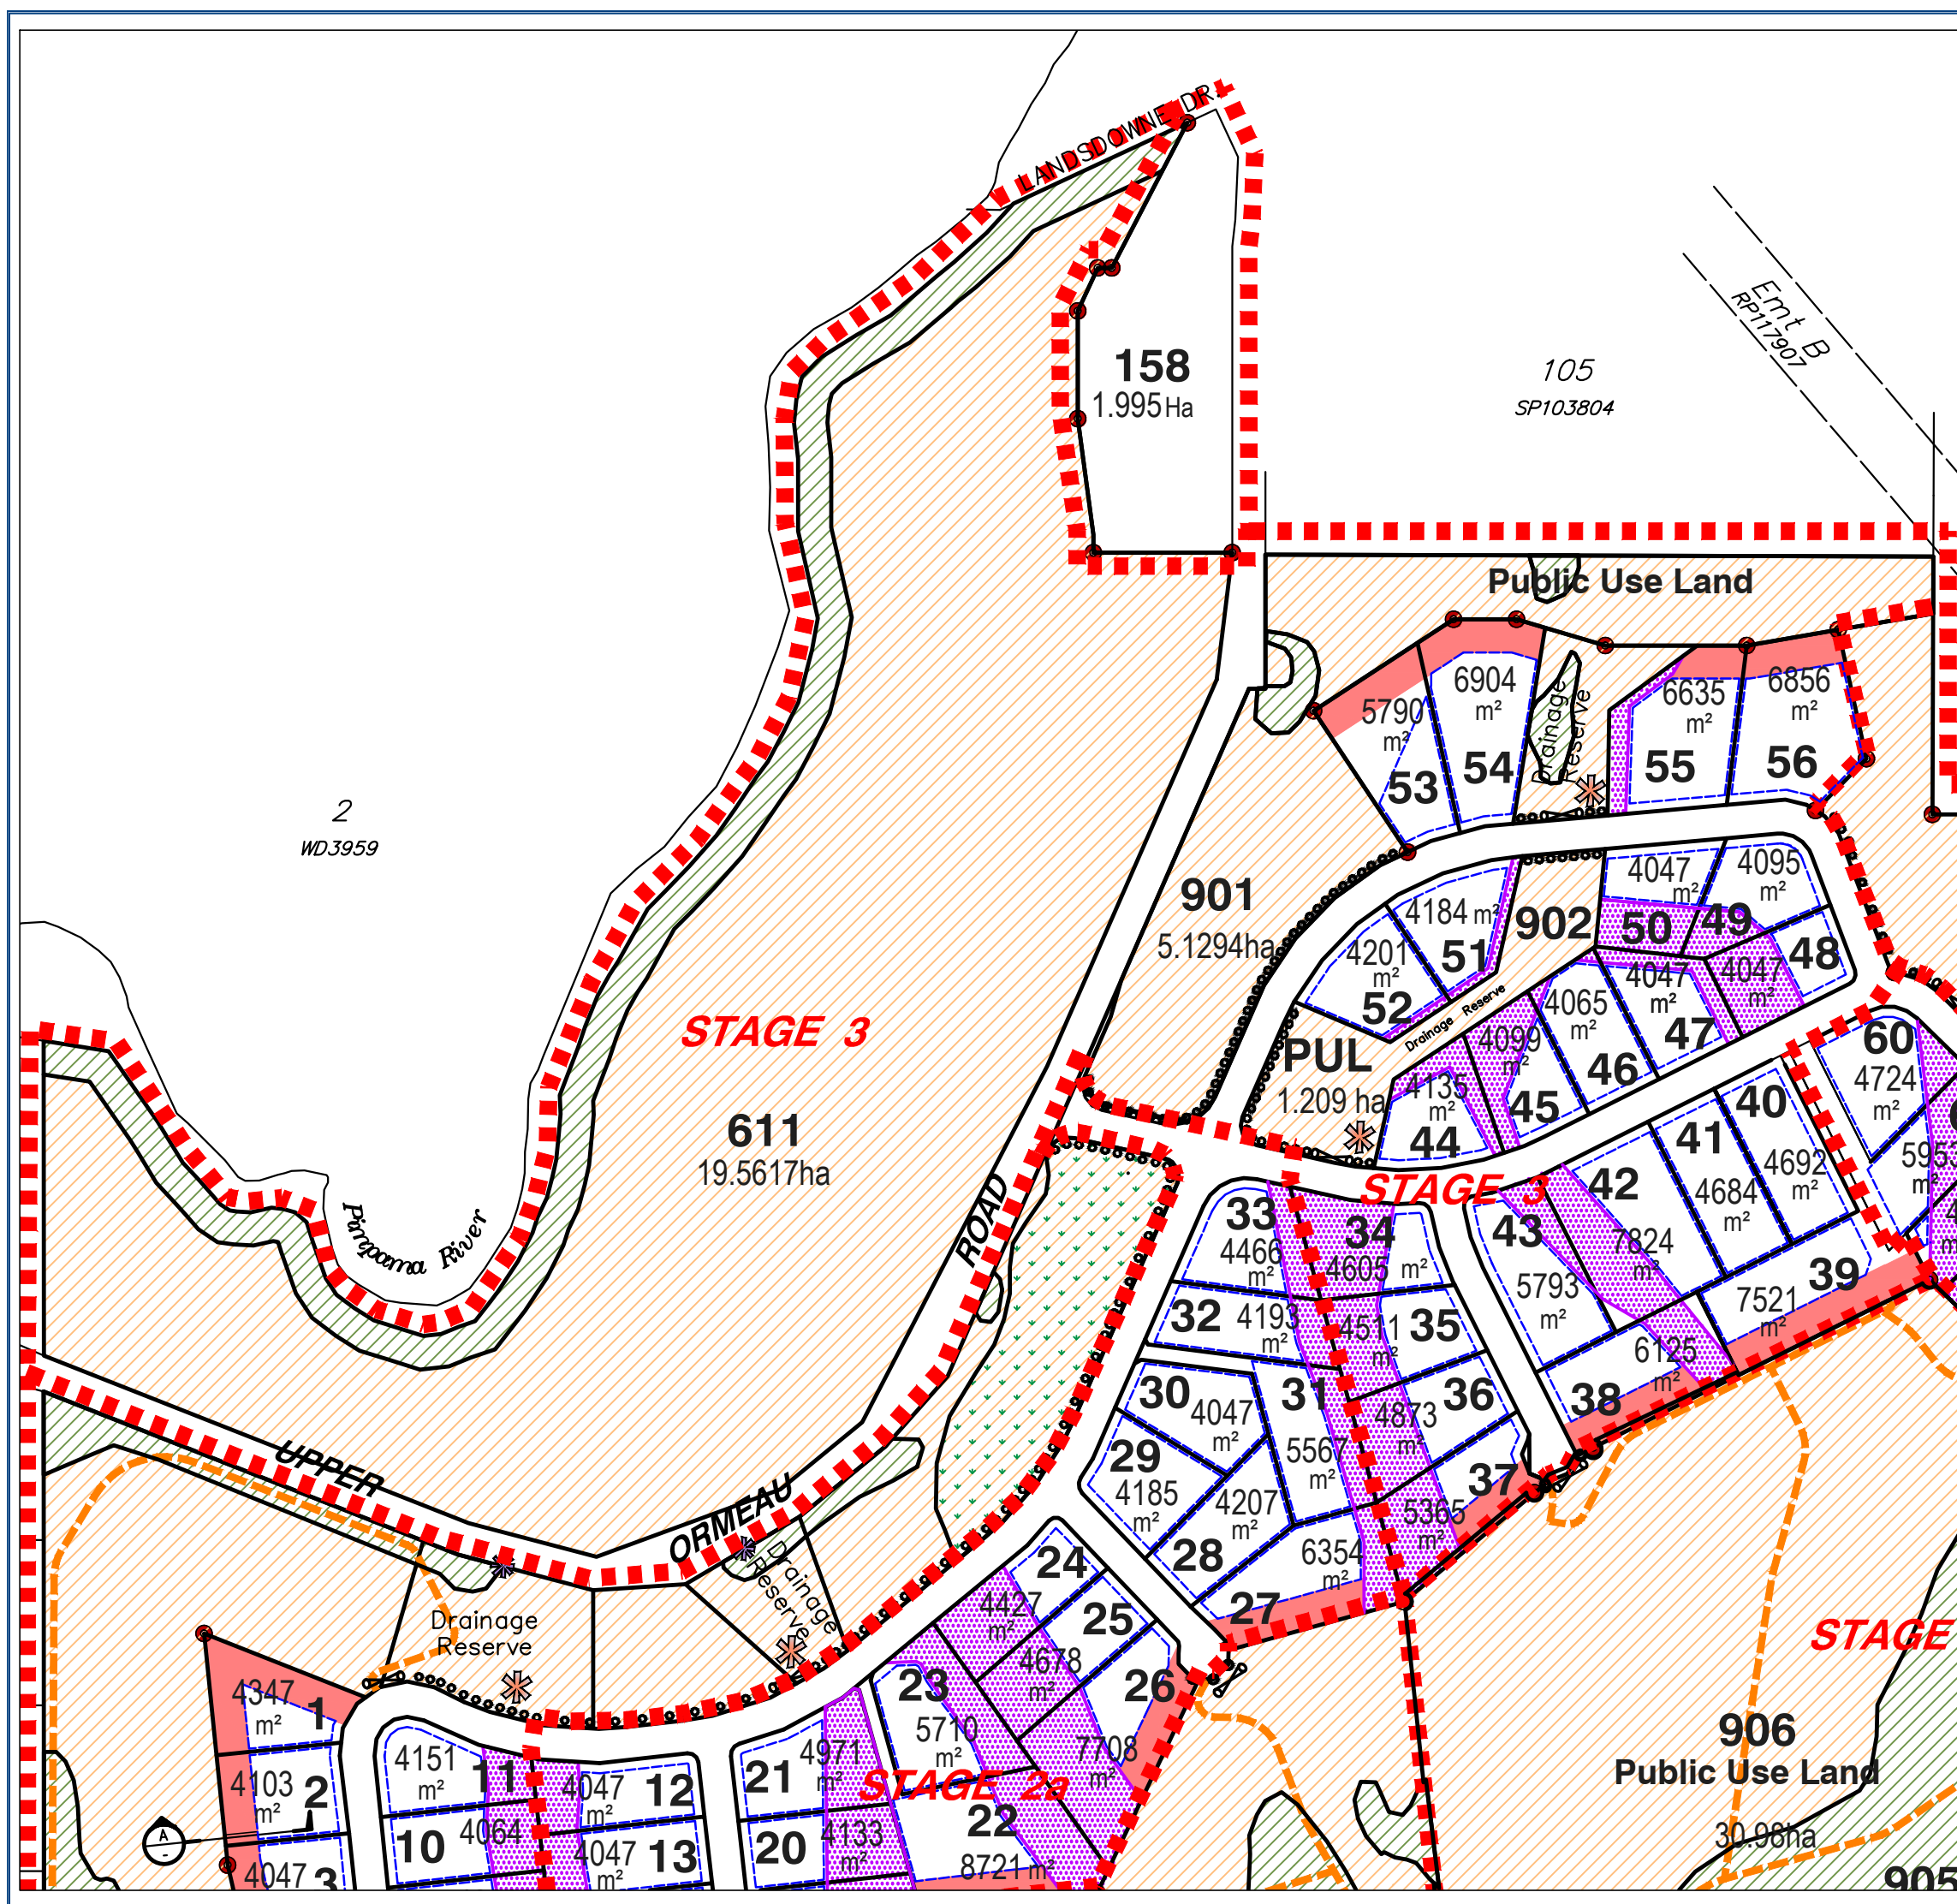 LANDSDOWNE DR.
158
1.995 Ha
Emt B
RP117907
105
SP103804
Public Use Land
6904
m²
5790
m²
53
54
Drainage
Reserve
6635
m²
55
6856
m²
56
2
WD3959
901
5.1294ha
4184 m²
51
4201
m²
52
902
4047
m²
50
4095
m²
49
48
4047
4047
m²
47
4065
m²
46
Drainage Reserve
4099
m²
45
PUL
1.209 ha
4135
m²
44
STAGE 3
611
19.5617ha
60
4724
m²
40
4692
m²
41
4684
m²
42
7824
m²
STAGE 3
43
5793
m²
39
7521
m²
6125
m²
38
Pimpama River
ROAD
33
4466
m²
34
4605 m²
32
4193
m²
4511
m²
35
30
4047
m²
31
5567
m²
4873
m²
36
29
4185
m²
4207
m²
28
37
5365
m²
6354
m²
27
UPPER
ORMEAU
Drainage
Reserve
Drainage
Reserve
24
4427
m²
25
4678
m²
26
7708
m²
STAGE
23
5710
m²
4347
m²
1
4103
m²
2
4047
3
4151
m²
11
4064
10
4047
m²
12
4047
m²
13
21
4971
m²
20
4133
m²
STAGE 2a
22
8721 m²
906
Public Use Land
30.98ha
905
A
-